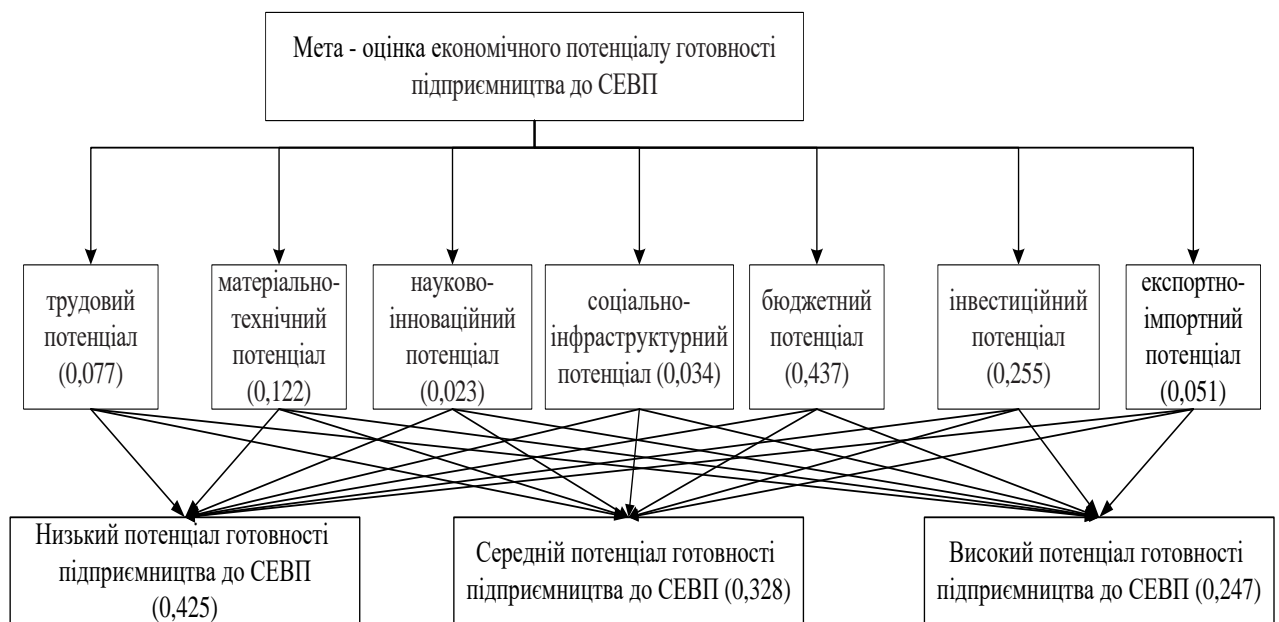 Мета - оцінка економічного потенціалу готовності
підприємництва до СЕВП
трудовий
потенціал
(0,077)
матеріально-
технічний
потенціал
(0,122)
науково-
інноваційний
потенціал
(0,023)
соціально-
інфраструктурний
потенціал (0,034)
бюджетний
потенціал
(0,437)
інвестиційний
потенціал
(0,255)
експортно-
імпортний
потенціал
(0,051)
Низький потенціал готовності
підприємництва до СЕВП
(0,425)
Середній потенціал готовності
підприємництва до СЕВП (0,328)
Високий потенціал готовності
підприємництва до СЕВП (0,247)